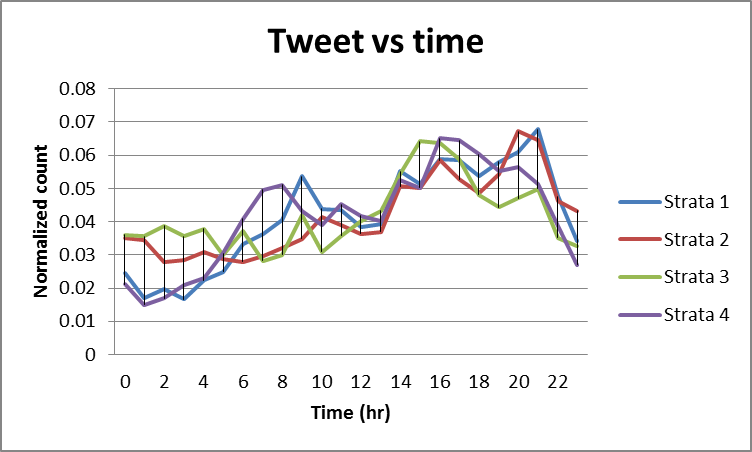 Tweet vs time
Normalized count
0.08
0.07
0.06
0.05
0.04
0.03
0.02
0.01
0
0 2 4 6 8 10 12 14 16 18 20 22
Time (hr)
Strata 1
Strata 2
Strata 3
Strata 4